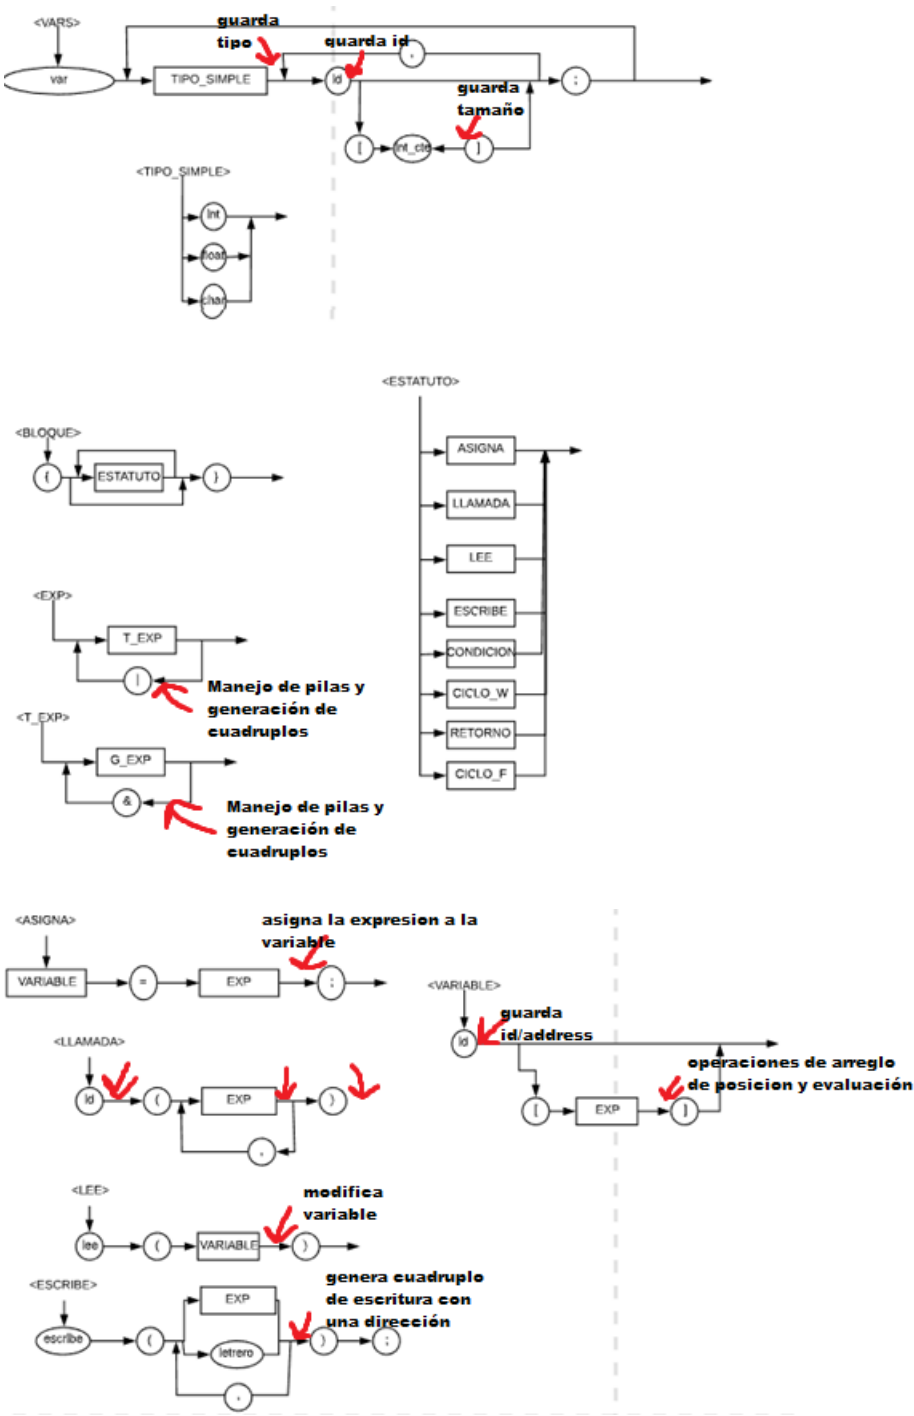 <VARS>
guarda
tipo
guarda id
,
var
TIPO_SIMPLE
id
;
guarda
tamaño
[
int_cte
]
<TIPO_SIMPLE>
int
float
char
<ESTATUTO>
ASIGNA
LLAMADA
LEE
ESCRIBE
CONDICION
CICLO_W
RETORNO
CICLO_F
<BLOQUE>
{
ESTATUTO
}
<EXP>
T_EXP
|
Manejo de pilas y
generación de
cuadruplos
<T_EXP>
G_EXP
&
Manejo de pilas y
generación de
cuadruplos
<ASIGNA>
asigna la expresion a la
variable
VARIABLE
=
EXP
;
<VARIABLE>
guarda
id/address
id
operaciones de arreglo
de posicion y evaluación
[
EXP
]
<LLAMADA>
id
(
EXP
)
,
<LEE>
modifica
variable
lee
(
VARIABLE
)
<ESCRIBE>
genera cuadruplo
de escritura con
una dirección
EXP
escribe
(
letrero
)
;
,